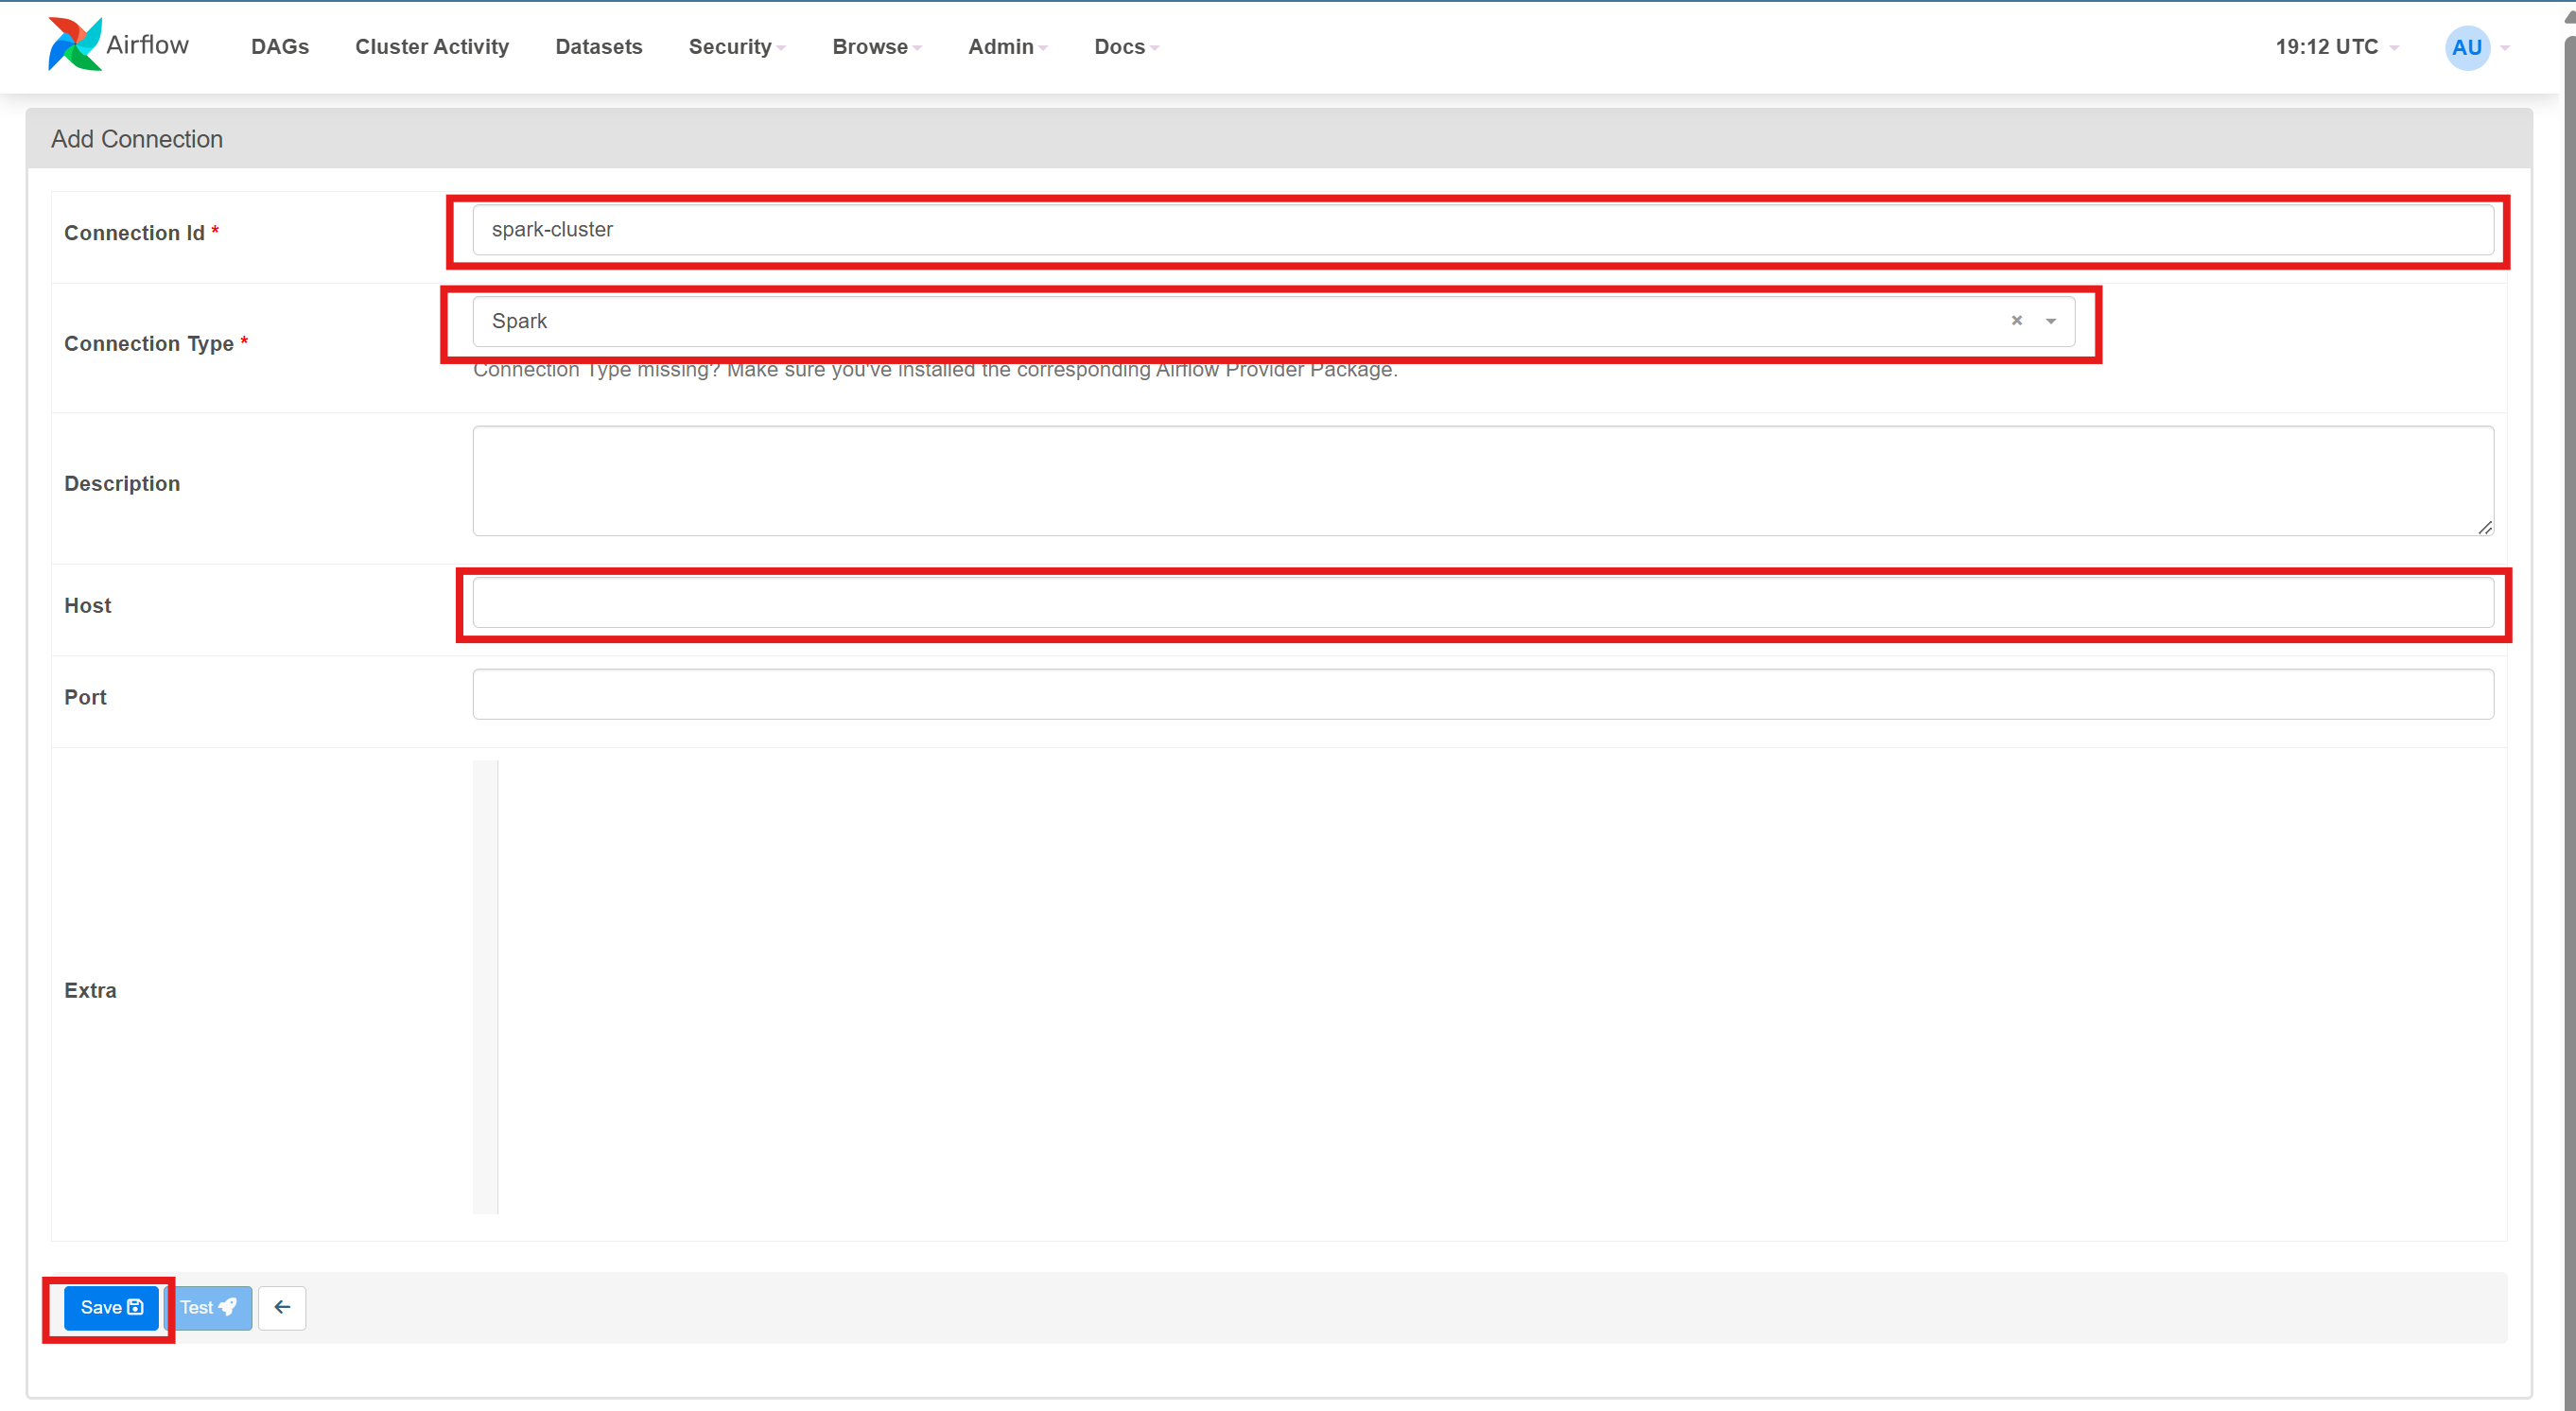 Airflow DAGs Cluster Activity Datasets Security Browse Admin Docs 19:12 UTC AU
Add Connection
Connection Id * spark-cluster
Connection Type * Spark
Connection Type missing? Make sure you've installed the corresponding Airflow Provider Package.
Description
Host
Port
Extra
Save Test